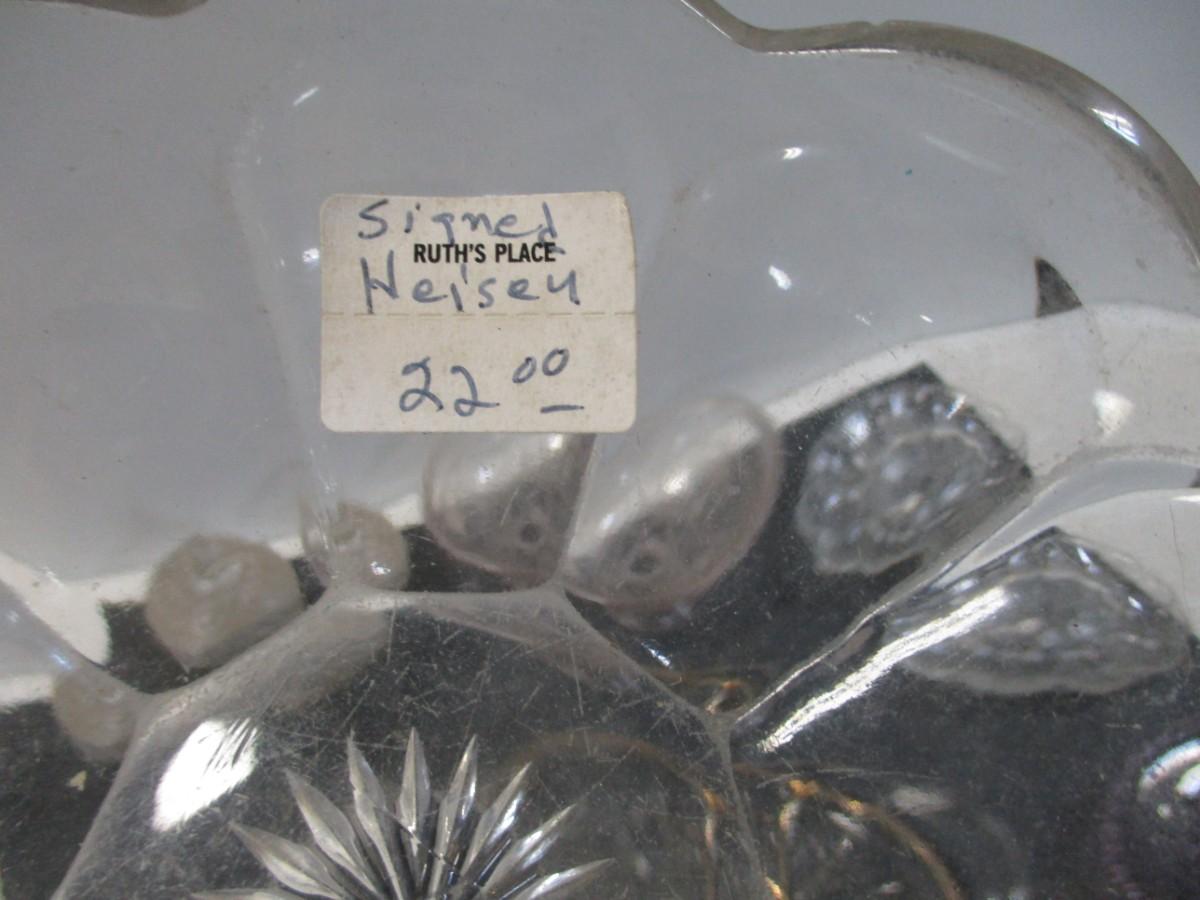 Signed
RUTH'S PLACE
Heisey
22 00